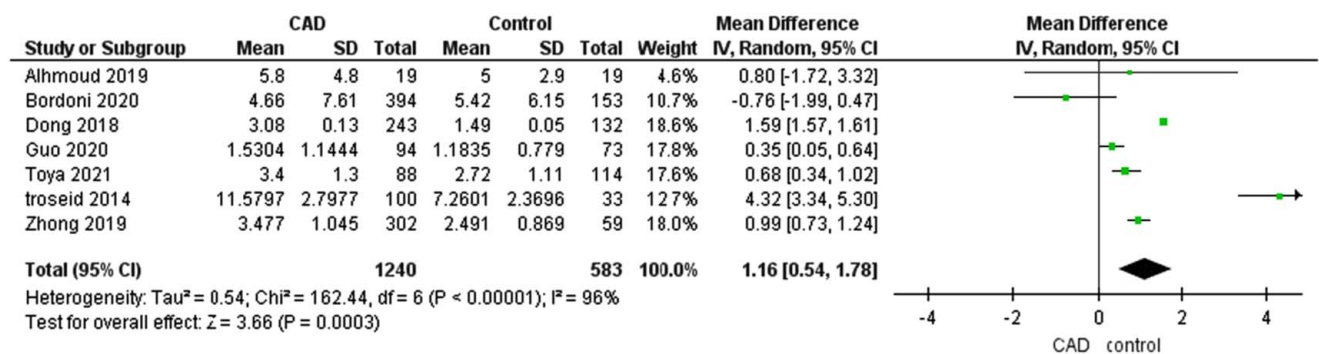 CAD Control Mean Difference Mean Difference
Study or Subgroup Mean SD Total Mean SD Total Weight IV, Random, 95% CI IV, Random, 95% CI
Alhmoud 2019 5.8 4.8 19 5 2.9 19 4.6% 0.80 [-1.72, 3.32]
Bordoni 2020 4.66 7.61 394 5.42 6.15 153 10.7% -0.76 [-1.99, 0.47]
Dong 2018 3.08 0.13 243 1.49 0.05 132 18.6% 1.59 [1.57, 1.61]
Guo 2020 1.5304 1.1444 94 1.1835 0.779 73 17.8% 0.35 [0.05, 0.64]
Toya 2021 3.4 1.3 88 2.72 1.11 114 17.6% 0.68 [0.34, 1.02]
troseid 2014 11.5797 2.7977 100 7.2601 2.3696 33 12.7% 4.32 [3.34, 5.30]
Zhong 2019 3.477 1.045 302 2.491 0.869 59 18.0% 0.99 [0.73, 1.24]
Total (95% CI) 1240 583 100.0% 1.16 [0.54, 1.78]
Heterogeneity: Tau² = 0.54; Chi² = 162.44, df = 6 (P < 0.00001); I² = 96%
Test for overall effect: Z = 3.66 (P = 0.0003)
-4 -2 0 2 4
CAD control